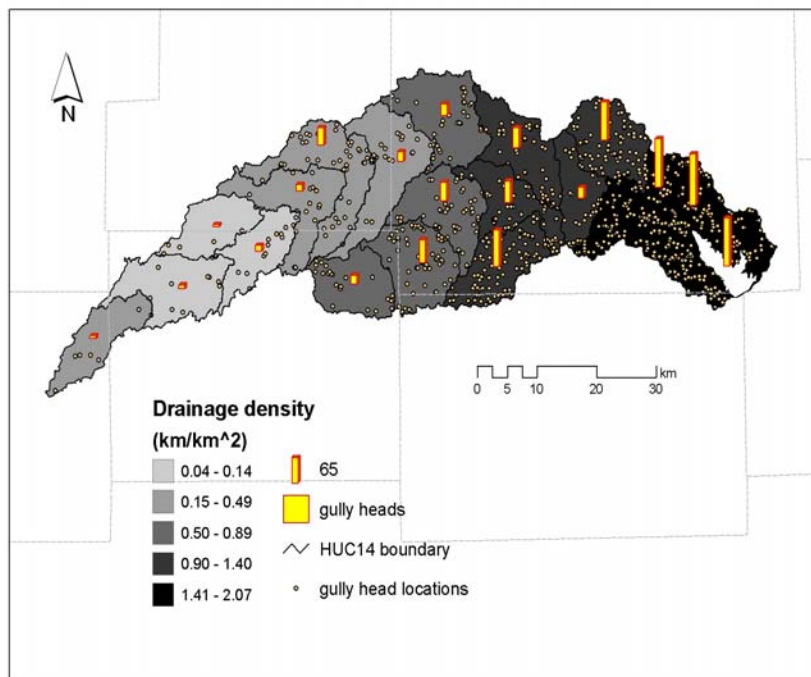 N
0 5 10 20 30
km
Drainage density
(km/km^2)
0.04 - 0.14
0.15 - 0.49
0.50 - 0.89
0.90 - 1.40
1.41 - 2.07
65
gully heads
HUC14 boundary
gully head locations